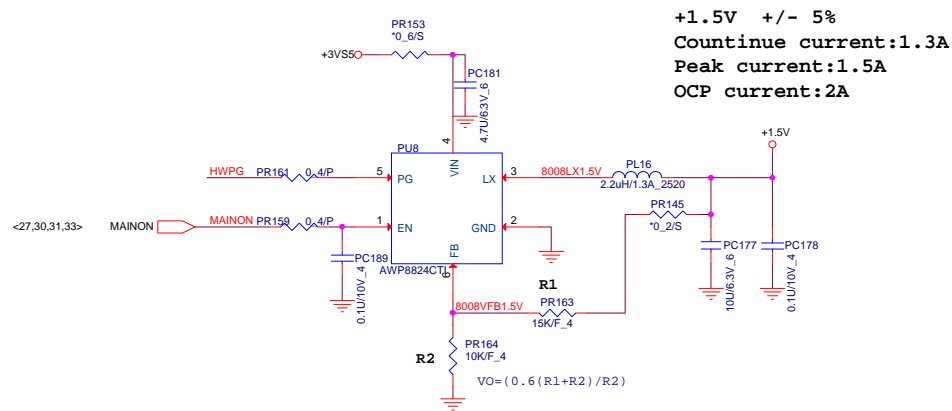 +1.5V +/- 5%
Countinue current:1.3A
Peak current:1.5A
OCP current:2A
PR153
*0_6/S
+3VS5
PC181
4.7U/6.3V_6
4
PU8
VIN
+1.5V
HWPG
PR161
0_4/P
5
PG
LX
3
8008LX1.5V
PL16
2.2uH/1.3A_2520
PR145
*0_2/S
<27,30,31,33>
MAINON
MAINON
PR159
0_4/P
1
EN
GND
2
FB
PC189
0.1U/10V_4
AWP8824CTI
6
PC177
10U/6.3V_6
PC178
0.1U/10V_4
R1
8008VFB1.5V
PR163
15K/F_4
R2
PR164
10K/F_4
VO=(0.6(R1+R2)/R2)